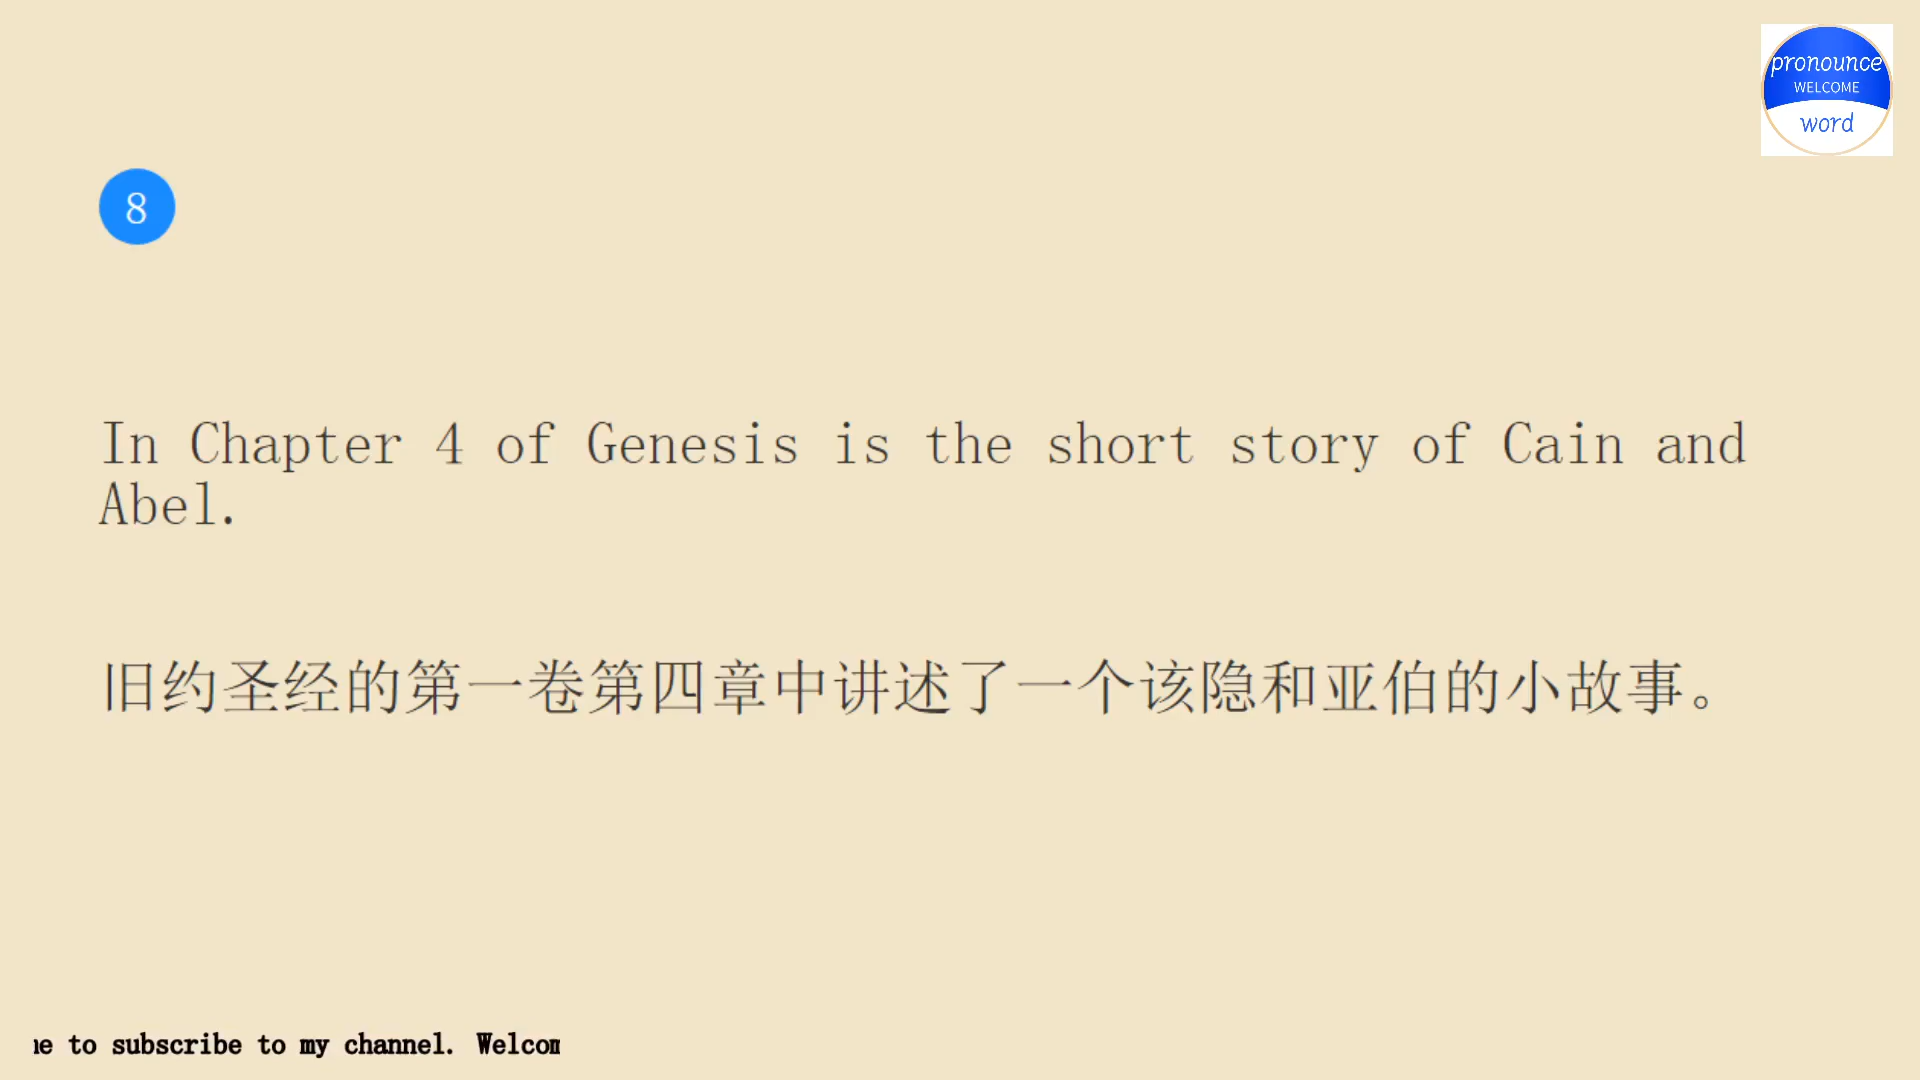 pronounce
WELCOME
word
8
In Chapter 4 of Genesis is the short story of Cain and
Abel.
旧约圣经的第一卷第四章中讲述了一个该隐和亚伯的小故事。
to subscribe to my channel. Welcom